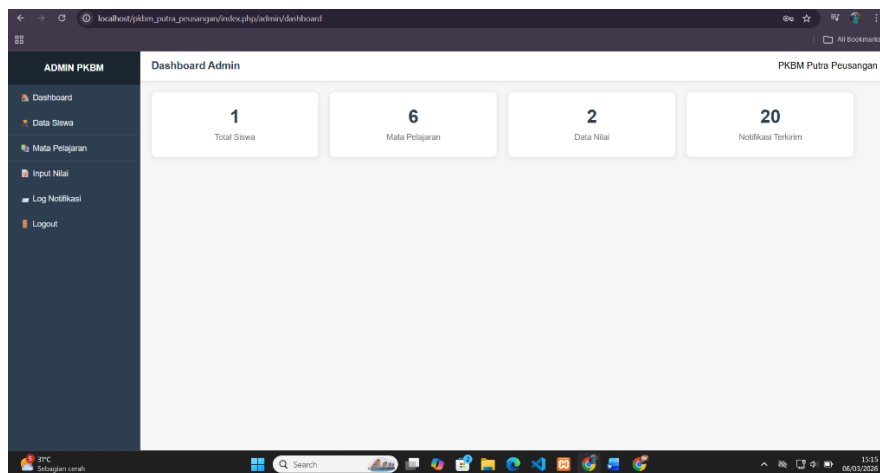 localhost/pkbm_putra_peusangan/index.php/admin/dashboard
All Bookmarks
ADMIN PKBM
Dashboard Admin
PKBM Putra Peusangan
Dashboard
Data Siswa
Mata Pelajaran
Input Nilai
Log Notifikasi
Logout
1
Total Siswa
6
Mata Pelajaran
2
Data Nilai
20
Notifikasi Terkirim
5
31°C
Sebagian cerah
Search
15:15
06/03/2026